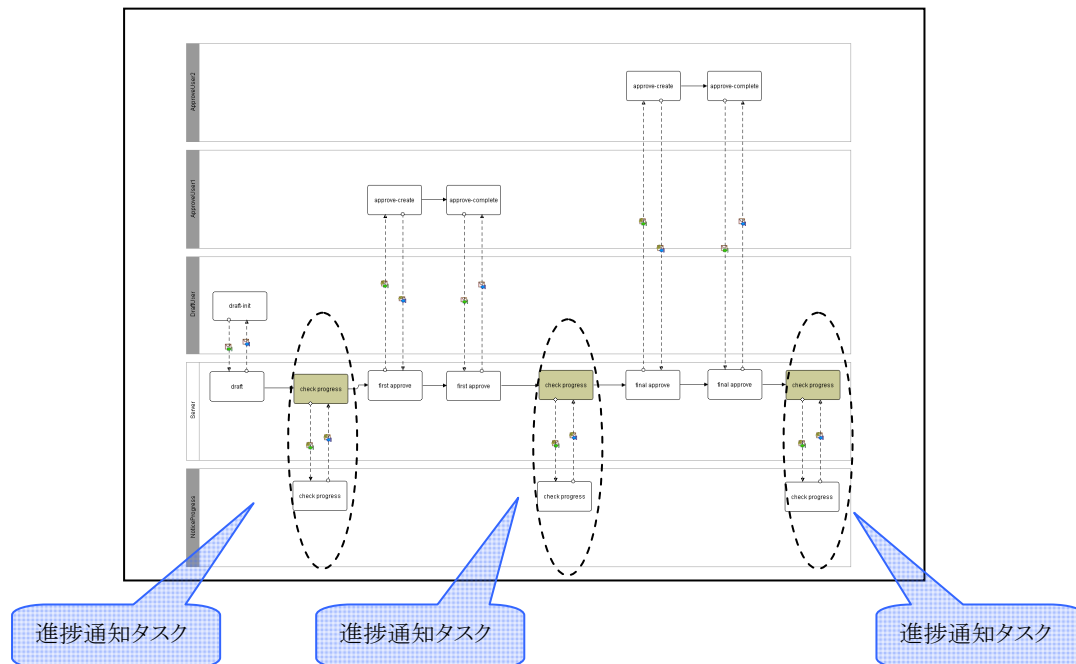 ApproveUser2
approve-create
approve-complete
ApproveUser1
approve-create
approve-complete
DraftUser
draft-init
Server
draft
check progress
first approve
first approve
check progress
final approve
final approve
check progress
NoticeProgress
check progress
check progress
check progress
進捗通知タスク
進捗通知タスク
進捗通知タスク